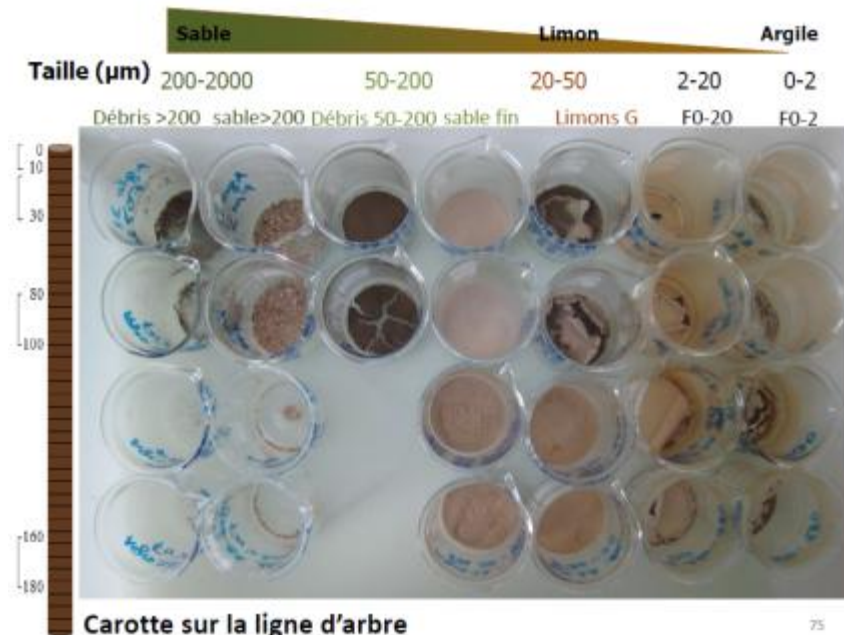 Sable Limon Argile
Taille (µm) 200-2000 50-200 20-50 2-20 0-2
Débris >200 sable>200 Débris 50-200 sable fin Limons G F0-20 F0-2
0
10
30
80
-100
-160
-180
Carotte sur la ligne d'arbre
75